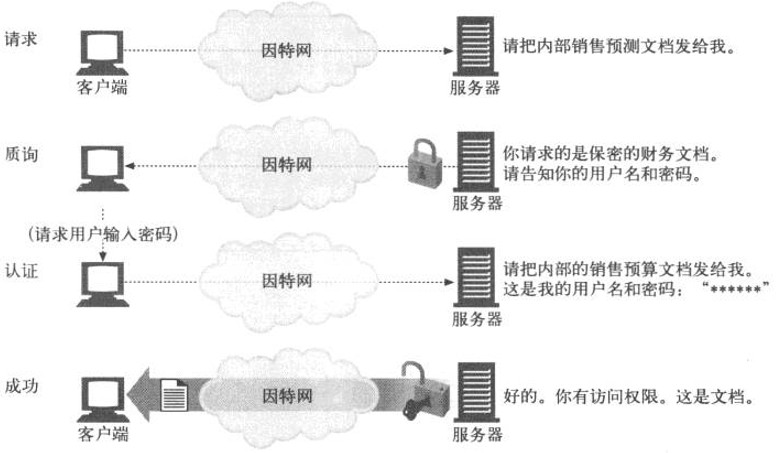 请求
因特网
请把内部销售预测文档发给我。
客户端
服务器
质询
因特网
你请求的是保密的财务文档。
请告知你的用户名和密码。
服务器
(请求用户输入密码)
认证
因特网
请把内部的销售预算文档发给我。
这是我的用户名和密码：“******”
服务器
成功
因特网
好的。你有访问权限。这是文档。
客户端
服务器